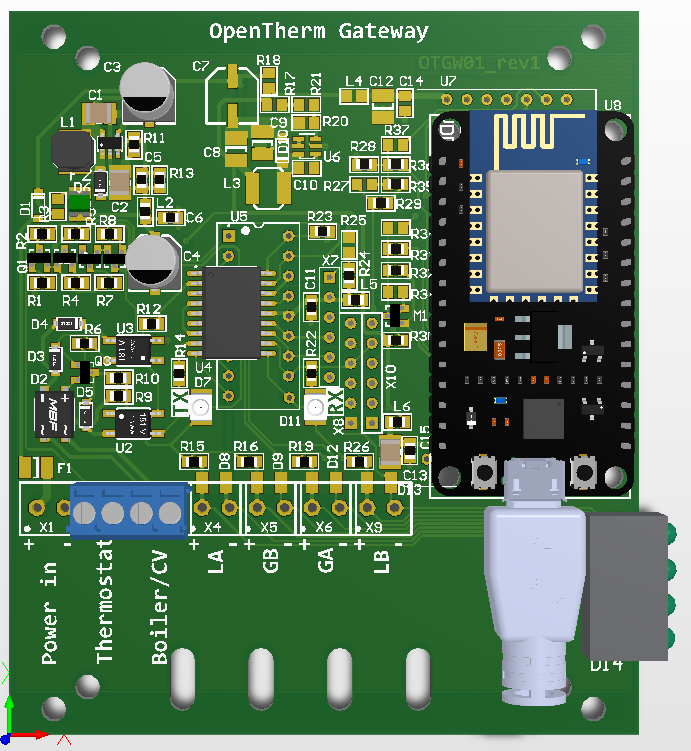 OpenTherm Gateway
OTGW01_rev1
C3
C7
R18
R17
R21
L4
C12
C14
U7
U8
C1
L1
R11
C9
R20
D10
C8
U6
R37
C5
R13
C2
L3
C10
R28
R27
R29
D1
L2
C6
R2
R8
U5
R23
R25
Q1
C4
X7
R24
L5
R1
R4
R7
C11
M1
R12
D4
R6
U3
R14
R22
D3
Q3
U4
D7
X10
D2
R10
D5
R9
MBF
TX
D11
RX
X8
L6
U2
R15
D8
R16
D9
R19
D12
R26
C15
C13
D13
F1
X1
X4
X5
X6
X9
+ -
+ -
+ -
+ -
+ -
Power in
Thermostat
Boiler/CV
LA
GB
GA
LB
D14